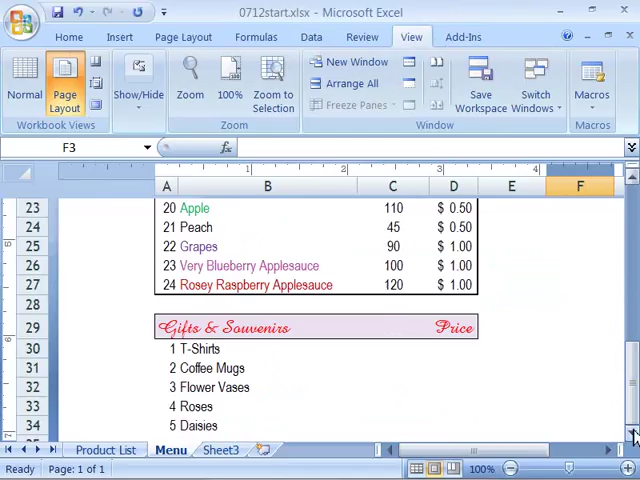 0712start.xlsx - Microsoft Excel
Home Insert Page Layout Formulas Data Review View Add-Ins
Normal Page Layout Show/Hide Zoom 100% Zoom to Selection New Window Arrange All Freeze Panes Save Workspace Switch Windows Macros
Workbook Views Zoom Window Macros
F3 fx
1 2 3 4
A B C D E F
23 20 Apple 110 $ 0.50
24 21 Peach 45 $ 0.50
25 22 Grapes 90 $ 1.00
26 23 Very Blueberry Applesauce 100 $ 1.00
27 24 Rosey Raspberry Applesauce 120 $ 1.00
28
29 Gifts & Souvenirs Price
30 1 T-Shirts
31 2 Coffee Mugs
32 3 Flower Vases
33 4 Roses
34 5 Daisies
Product List Menu Sheet3
Ready Page: 1 of 1 100%